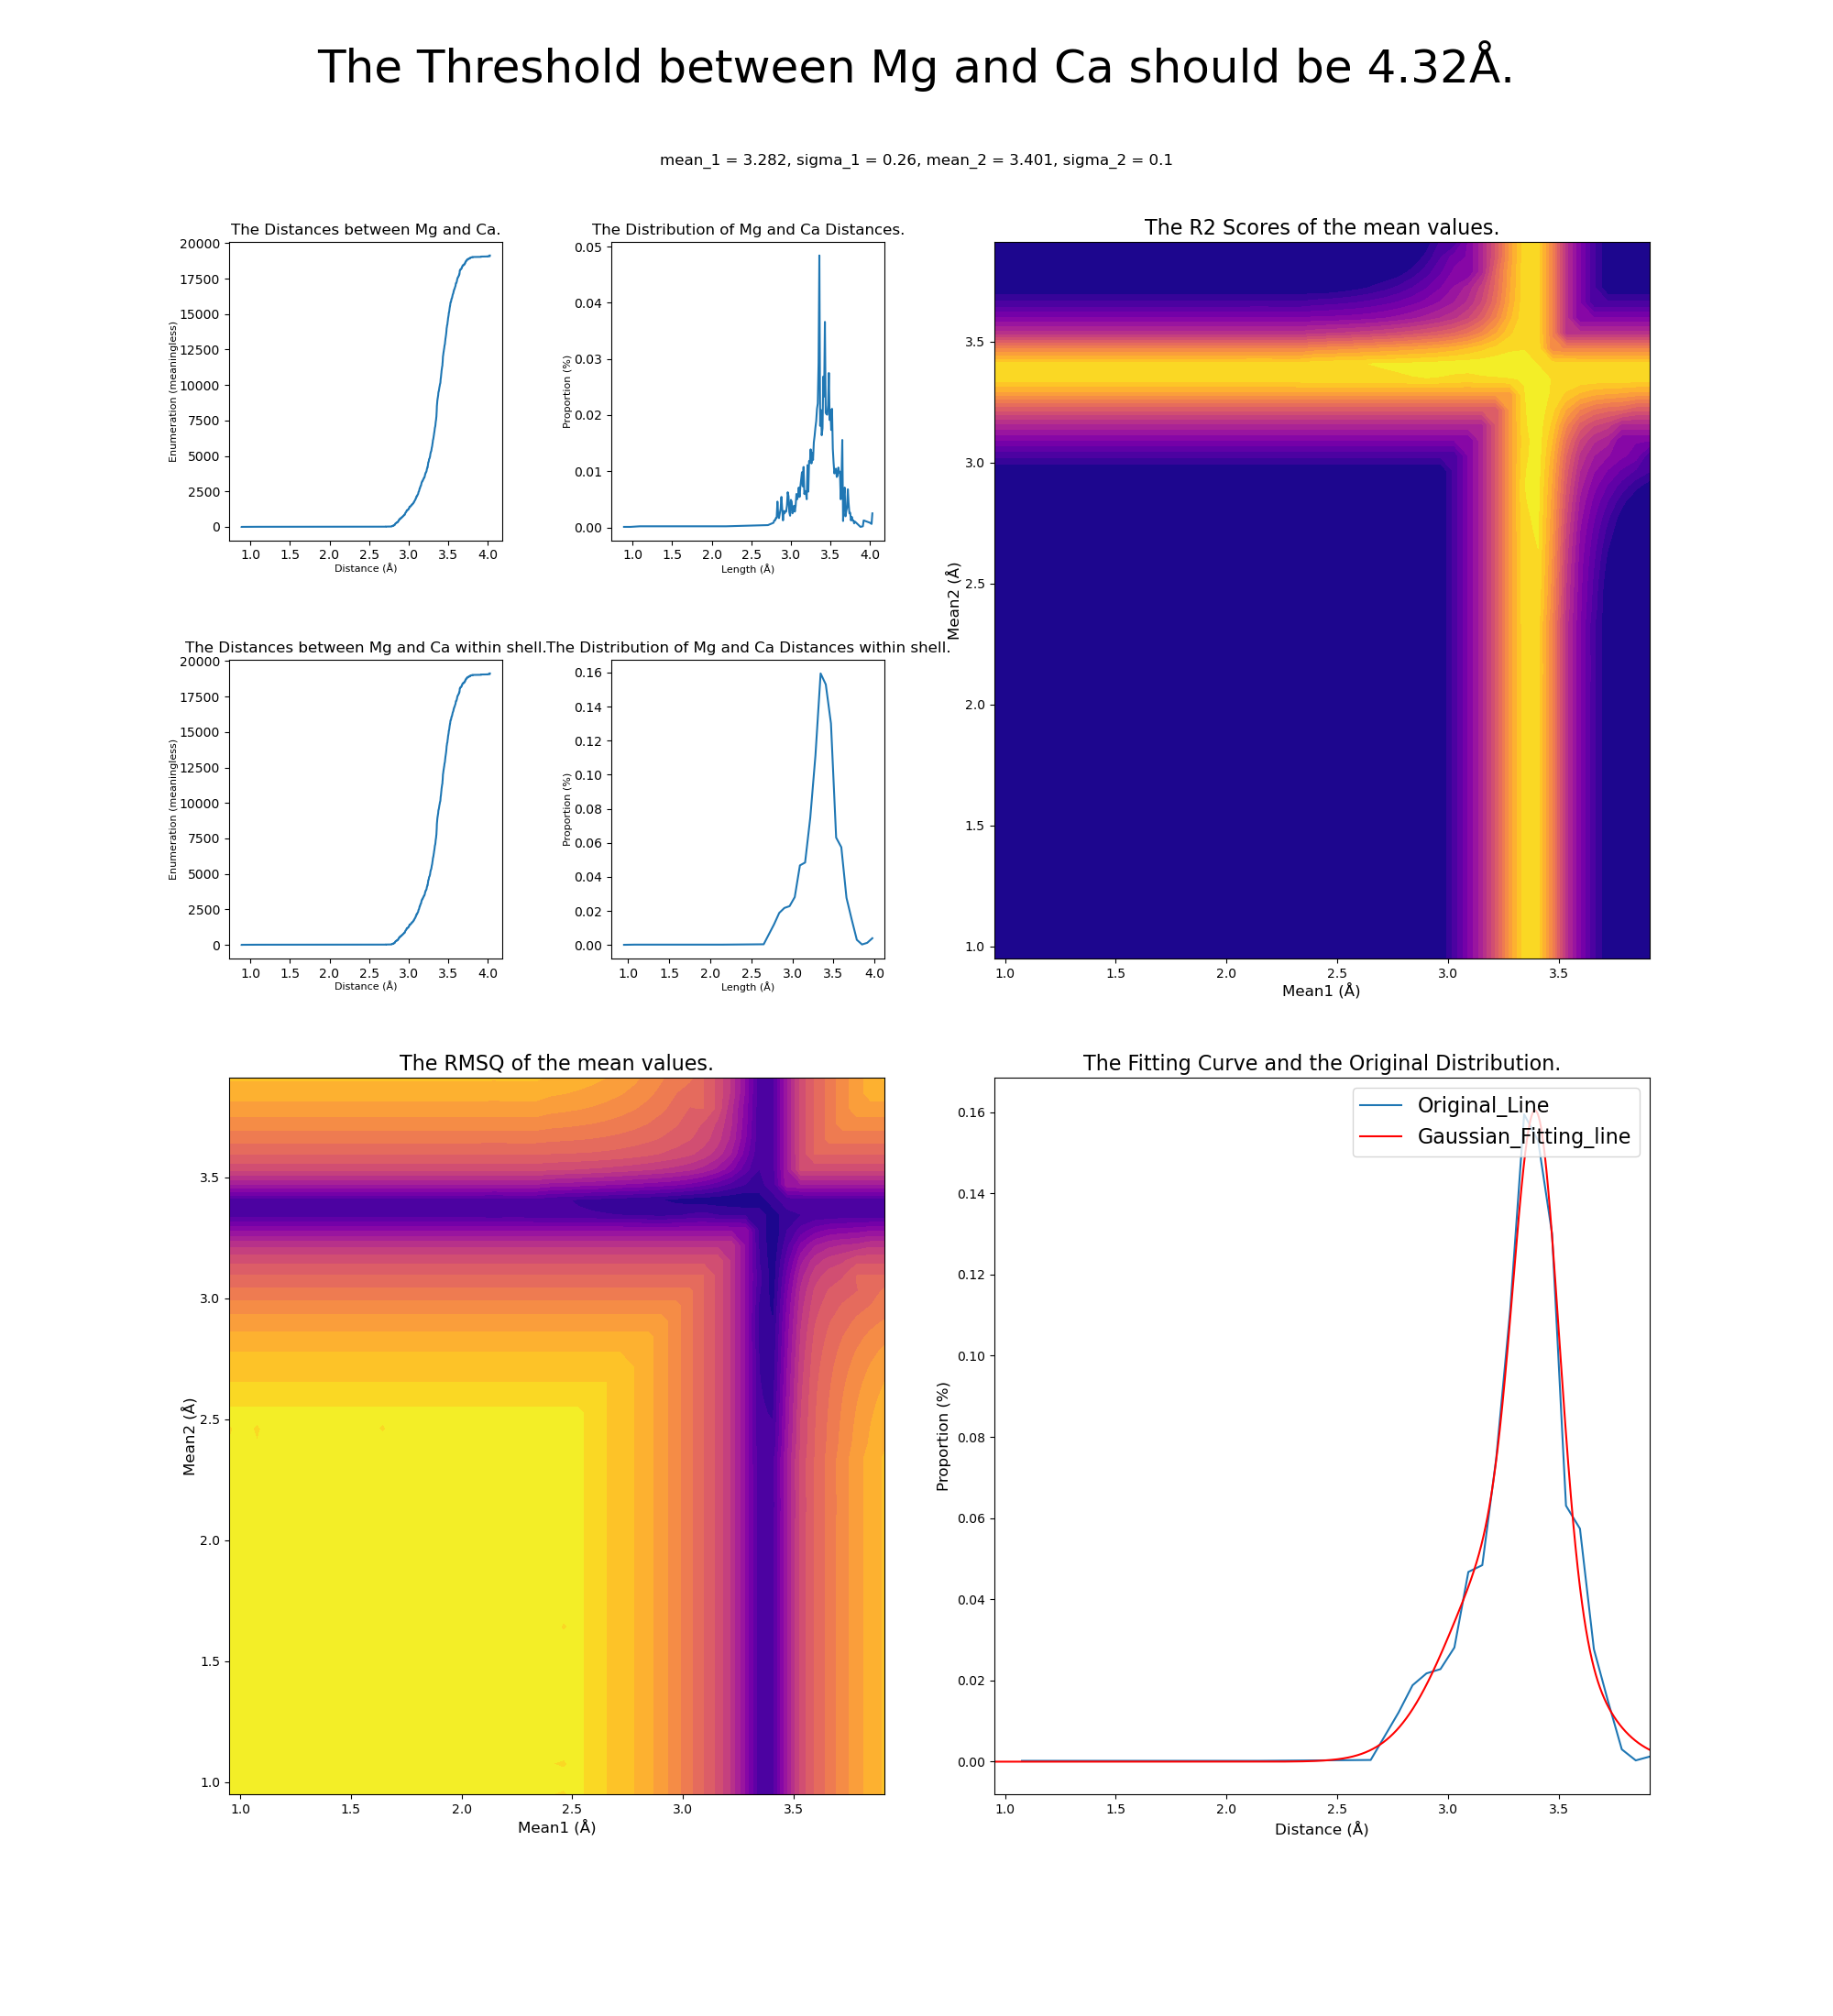 The Threshold between Mg and Ca should be 4.32Å.
mean_1 = 3.282, sigma_1 = 0.26, mean_2 = 3.401, sigma_2 = 0.1
The Distances between Mg and Ca.
20000
17500
15000
12500
10000
7500
5000
2500
0
Enumeration (meaningless)
1.0 1.5 2.0 2.5 3.0 3.5 4.0
Distance (Å)
The Distribution of Mg and Ca Distances.
0.05
0.04
0.03
0.02
0.01
0.00
Proportion (%)
1.0 1.5 2.0 2.5 3.0 3.5 4.0
Length (Å)
The R2 Scores of the mean values.
3.5
3.0
2.5
2.0
1.5
1.0
Mean2 (Å)
1.0 1.5 2.0 2.5 3.0 3.5
Mean1 (Å)
The Distances between Mg and Ca within shell.
20000
17500
15000
12500
10000
7500
5000
2500
0
Enumeration (meaningless)
1.0 1.5 2.0 2.5 3.0 3.5 4.0
Distance (Å)
The Distribution of Mg and Ca Distances within shell.
0.16
0.14
0.12
0.10
0.08
0.06
0.04
0.02
0.00
Proportion (%)
1.0 1.5 2.0 2.5 3.0 3.5 4.0
Length (Å)
The RMSQ of the mean values.
3.5
3.0
2.5
2.0
1.5
1.0
Mean2 (Å)
1.0 1.5 2.0 2.5 3.0 3.5
Mean1 (Å)
The Fitting Curve and the Original Distribution.
Original_Line
Gaussian_Fitting_line
0.16
0.14
0.12
0.10
0.08
0.06
0.04
0.02
0.00
Proportion (%)
1.0 1.5 2.0 2.5 3.0 3.5
Distance (Å)